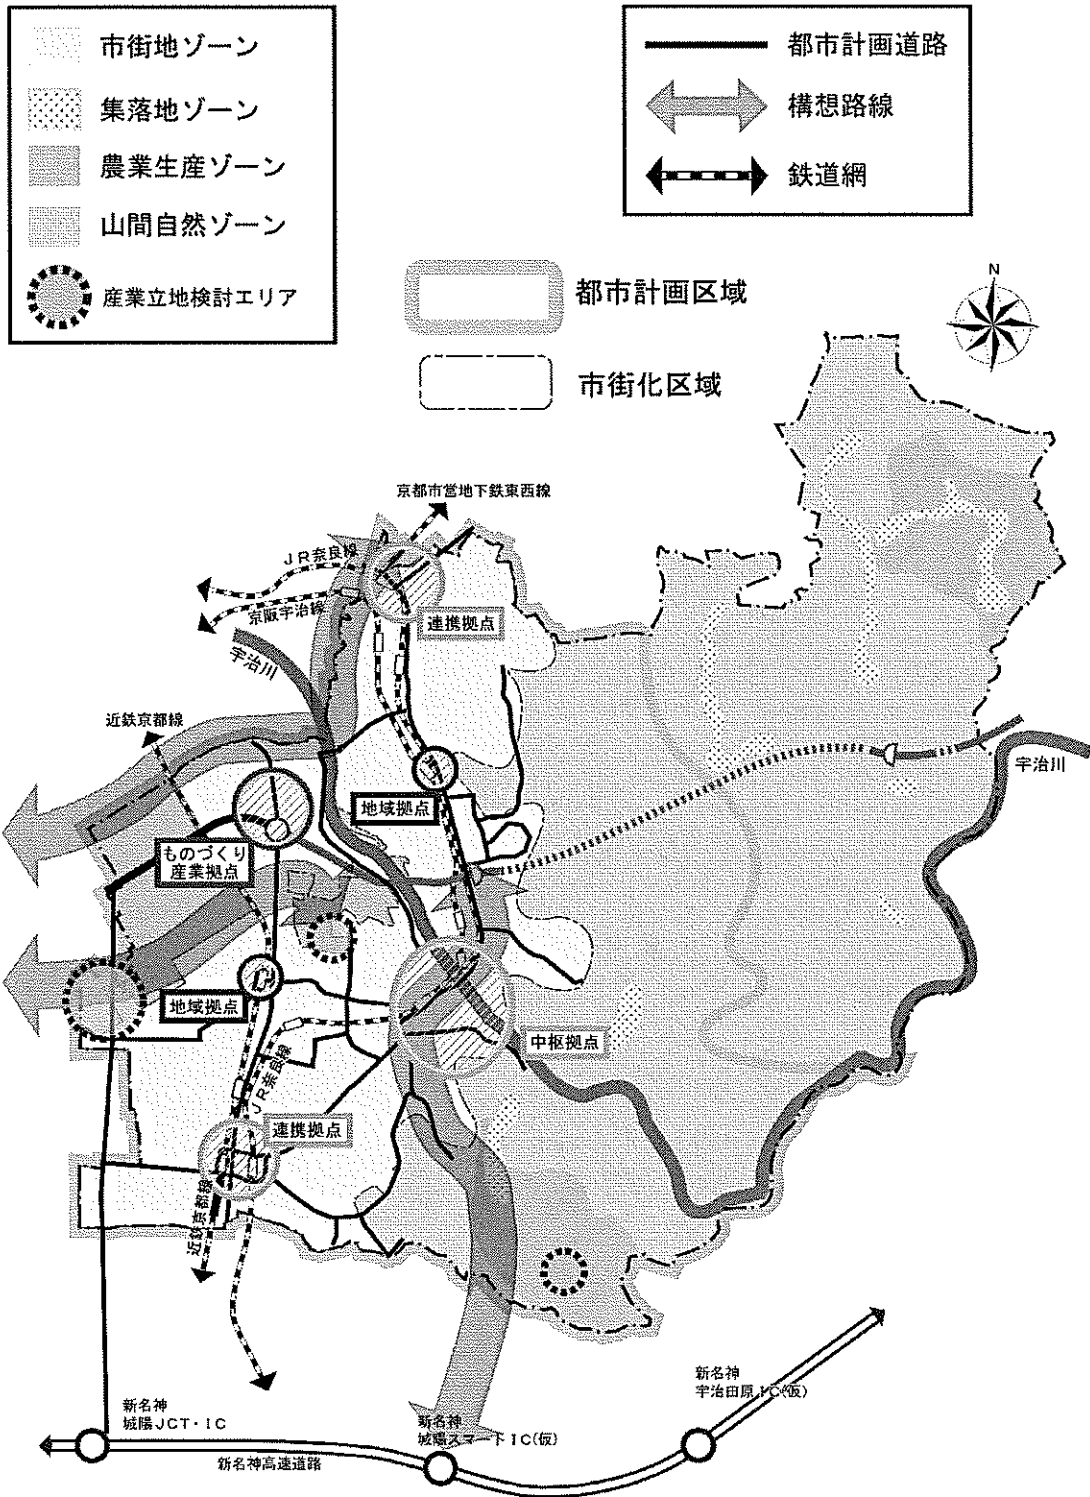 市街地ゾーン
集落地ゾーン
農業生産ゾーン
山間自然ゾーン
産業立地検討エリア
都市計画道路
構想路線
鉄道網
都市計画区域
市街化区域
N
京都市営地下鉄東西線
JR奈良線
京阪宇治線
連携拠点
宇治川
近鉄京都線
宇治川
地域拠点
ものづくり
産業拠点
地域拠点
中枢拠点
JR奈良線
連携拠点
近鉄京都線
新名神
城陽JCT・IC
新名神
城陽スマートIC(仮)
新名神
宇治田原IC(仮)
新名神高速道路